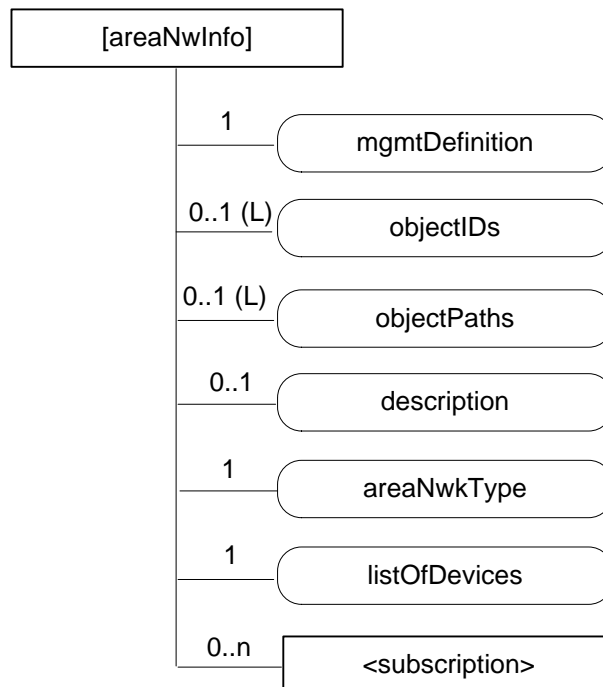 [areaNwInfo]
1
mgmtDefinition
0..1 (L)
objectIDs
0..1 (L)
objectPaths
0..1
description
1
areaNwkType
1
listOfDevices
0..n
<subscription>